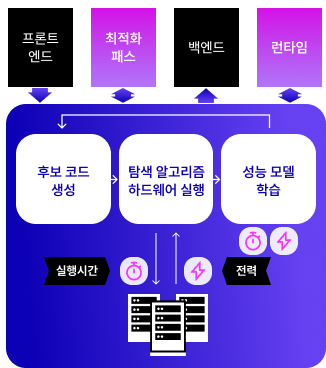 프론트
엔드
최적화
패스
백엔드
런타임
후보 코드
생성
탐색 알고리즘
하드웨어 실행
성능 모델
학습
실행시간
전력